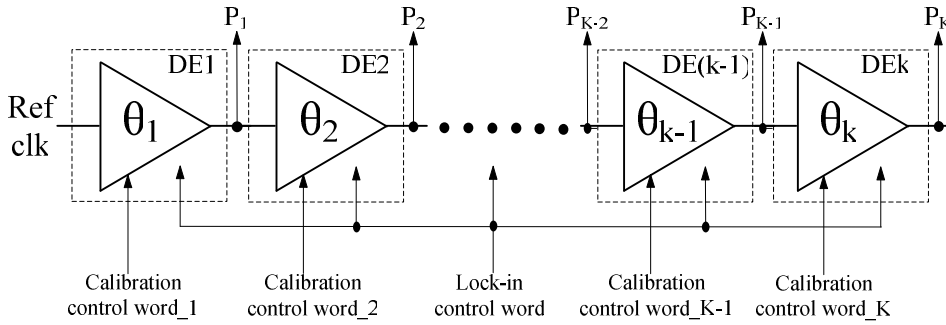 P1 P2 PK-2 PK-1 PK
DE1 DE2 DE(k-1) DEk
Ref
clk
θ1 θ2 θk-1 θk
Calibration
control word_1
Calibration
control word_2
Lock-in
control word
Calibration
control word_K-1
Calibration
control word_K